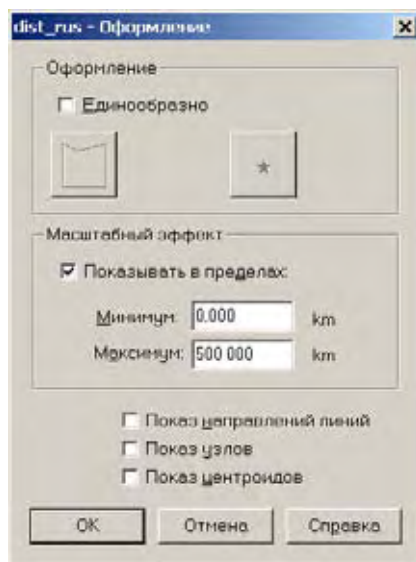 dist_rus - Оформление
Оформление
Единообразно
Масштабный эффект
Показывать в пределах:
Минимум: 0.000 km
Максимум: 500 000 km
Показ направлений линий
Показ узлов
Показ центроидов
OK Отмена Справка